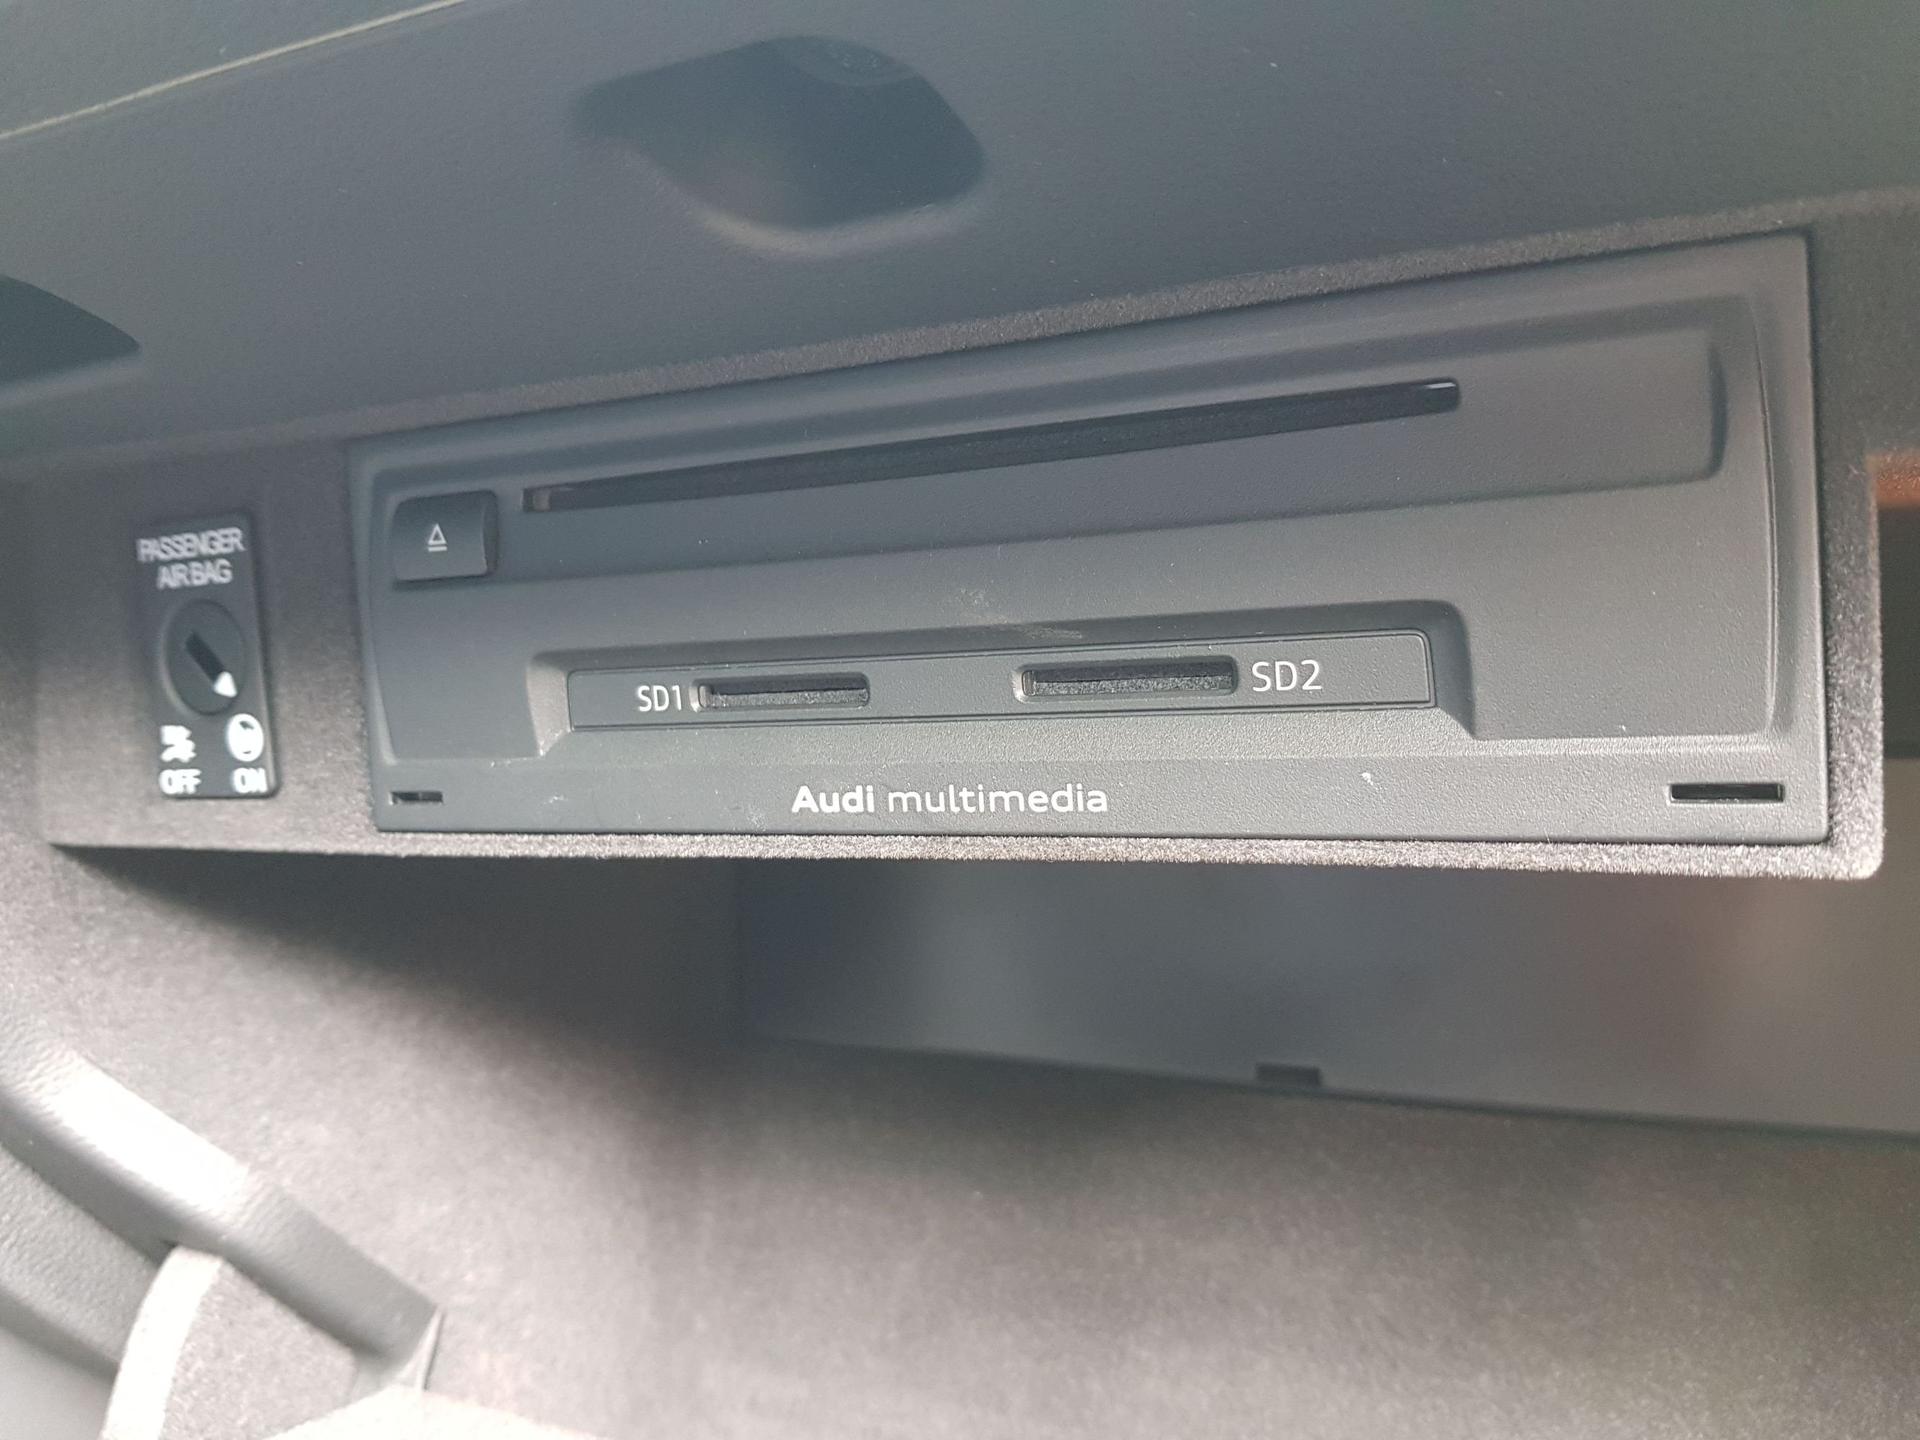 PASSENGER
AIR BAG
OFF ON
SD1 SD2
Audi multimedia